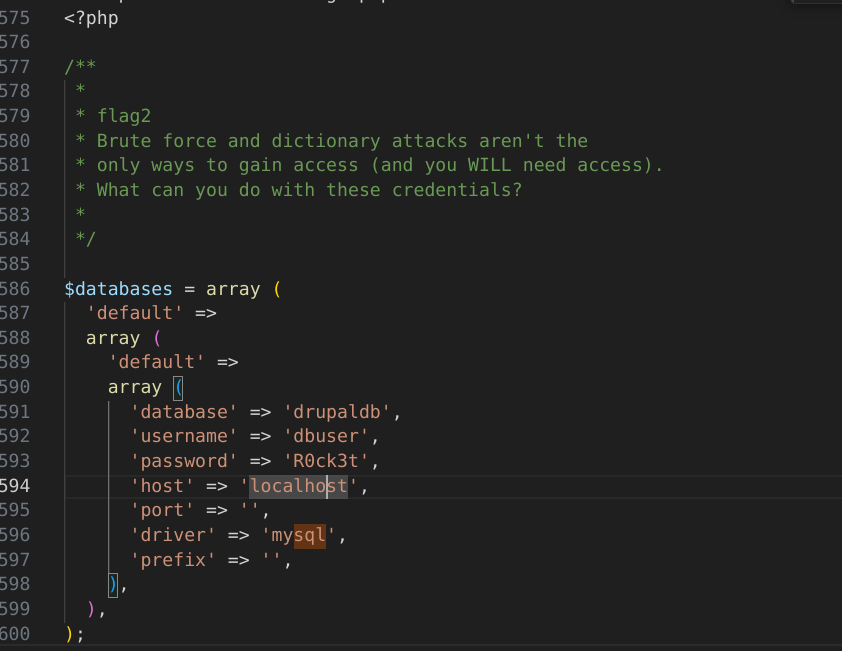 575 <?php
576
577 /**
578  *
579  * flag2
580  * Brute force and dictionary attacks aren't the
581  * only ways to gain access (and you WILL need access).
582  * What can you do with these credentials?
583  *
584  */
585
586 $databases = array (
587   'default' =>
588   array (
589     'default' =>
590     array (
591       'database' => 'drupaldb',
592       'username' => 'dbuser',
593       'password' => 'R0ck3t',
594       'host' => 'localhost',
595       'port' => '',
596       'driver' => 'mysql',
597       'prefix' => '',
598     ),
599   ),
600 );